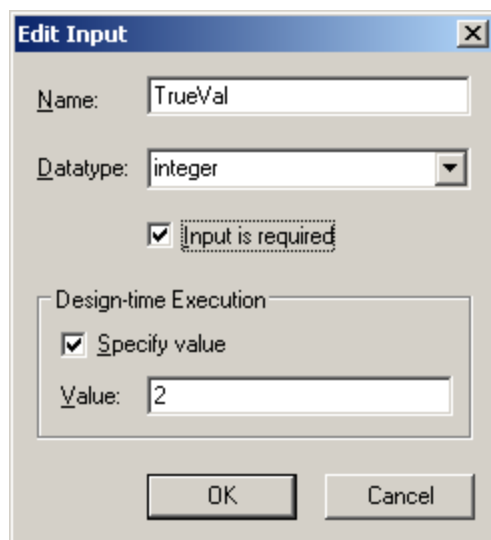 Edit Input
Name: TrueVal
Datatype: integer
Input is required
Design-time Execution
Specify value
Value: 2
OK Cancel